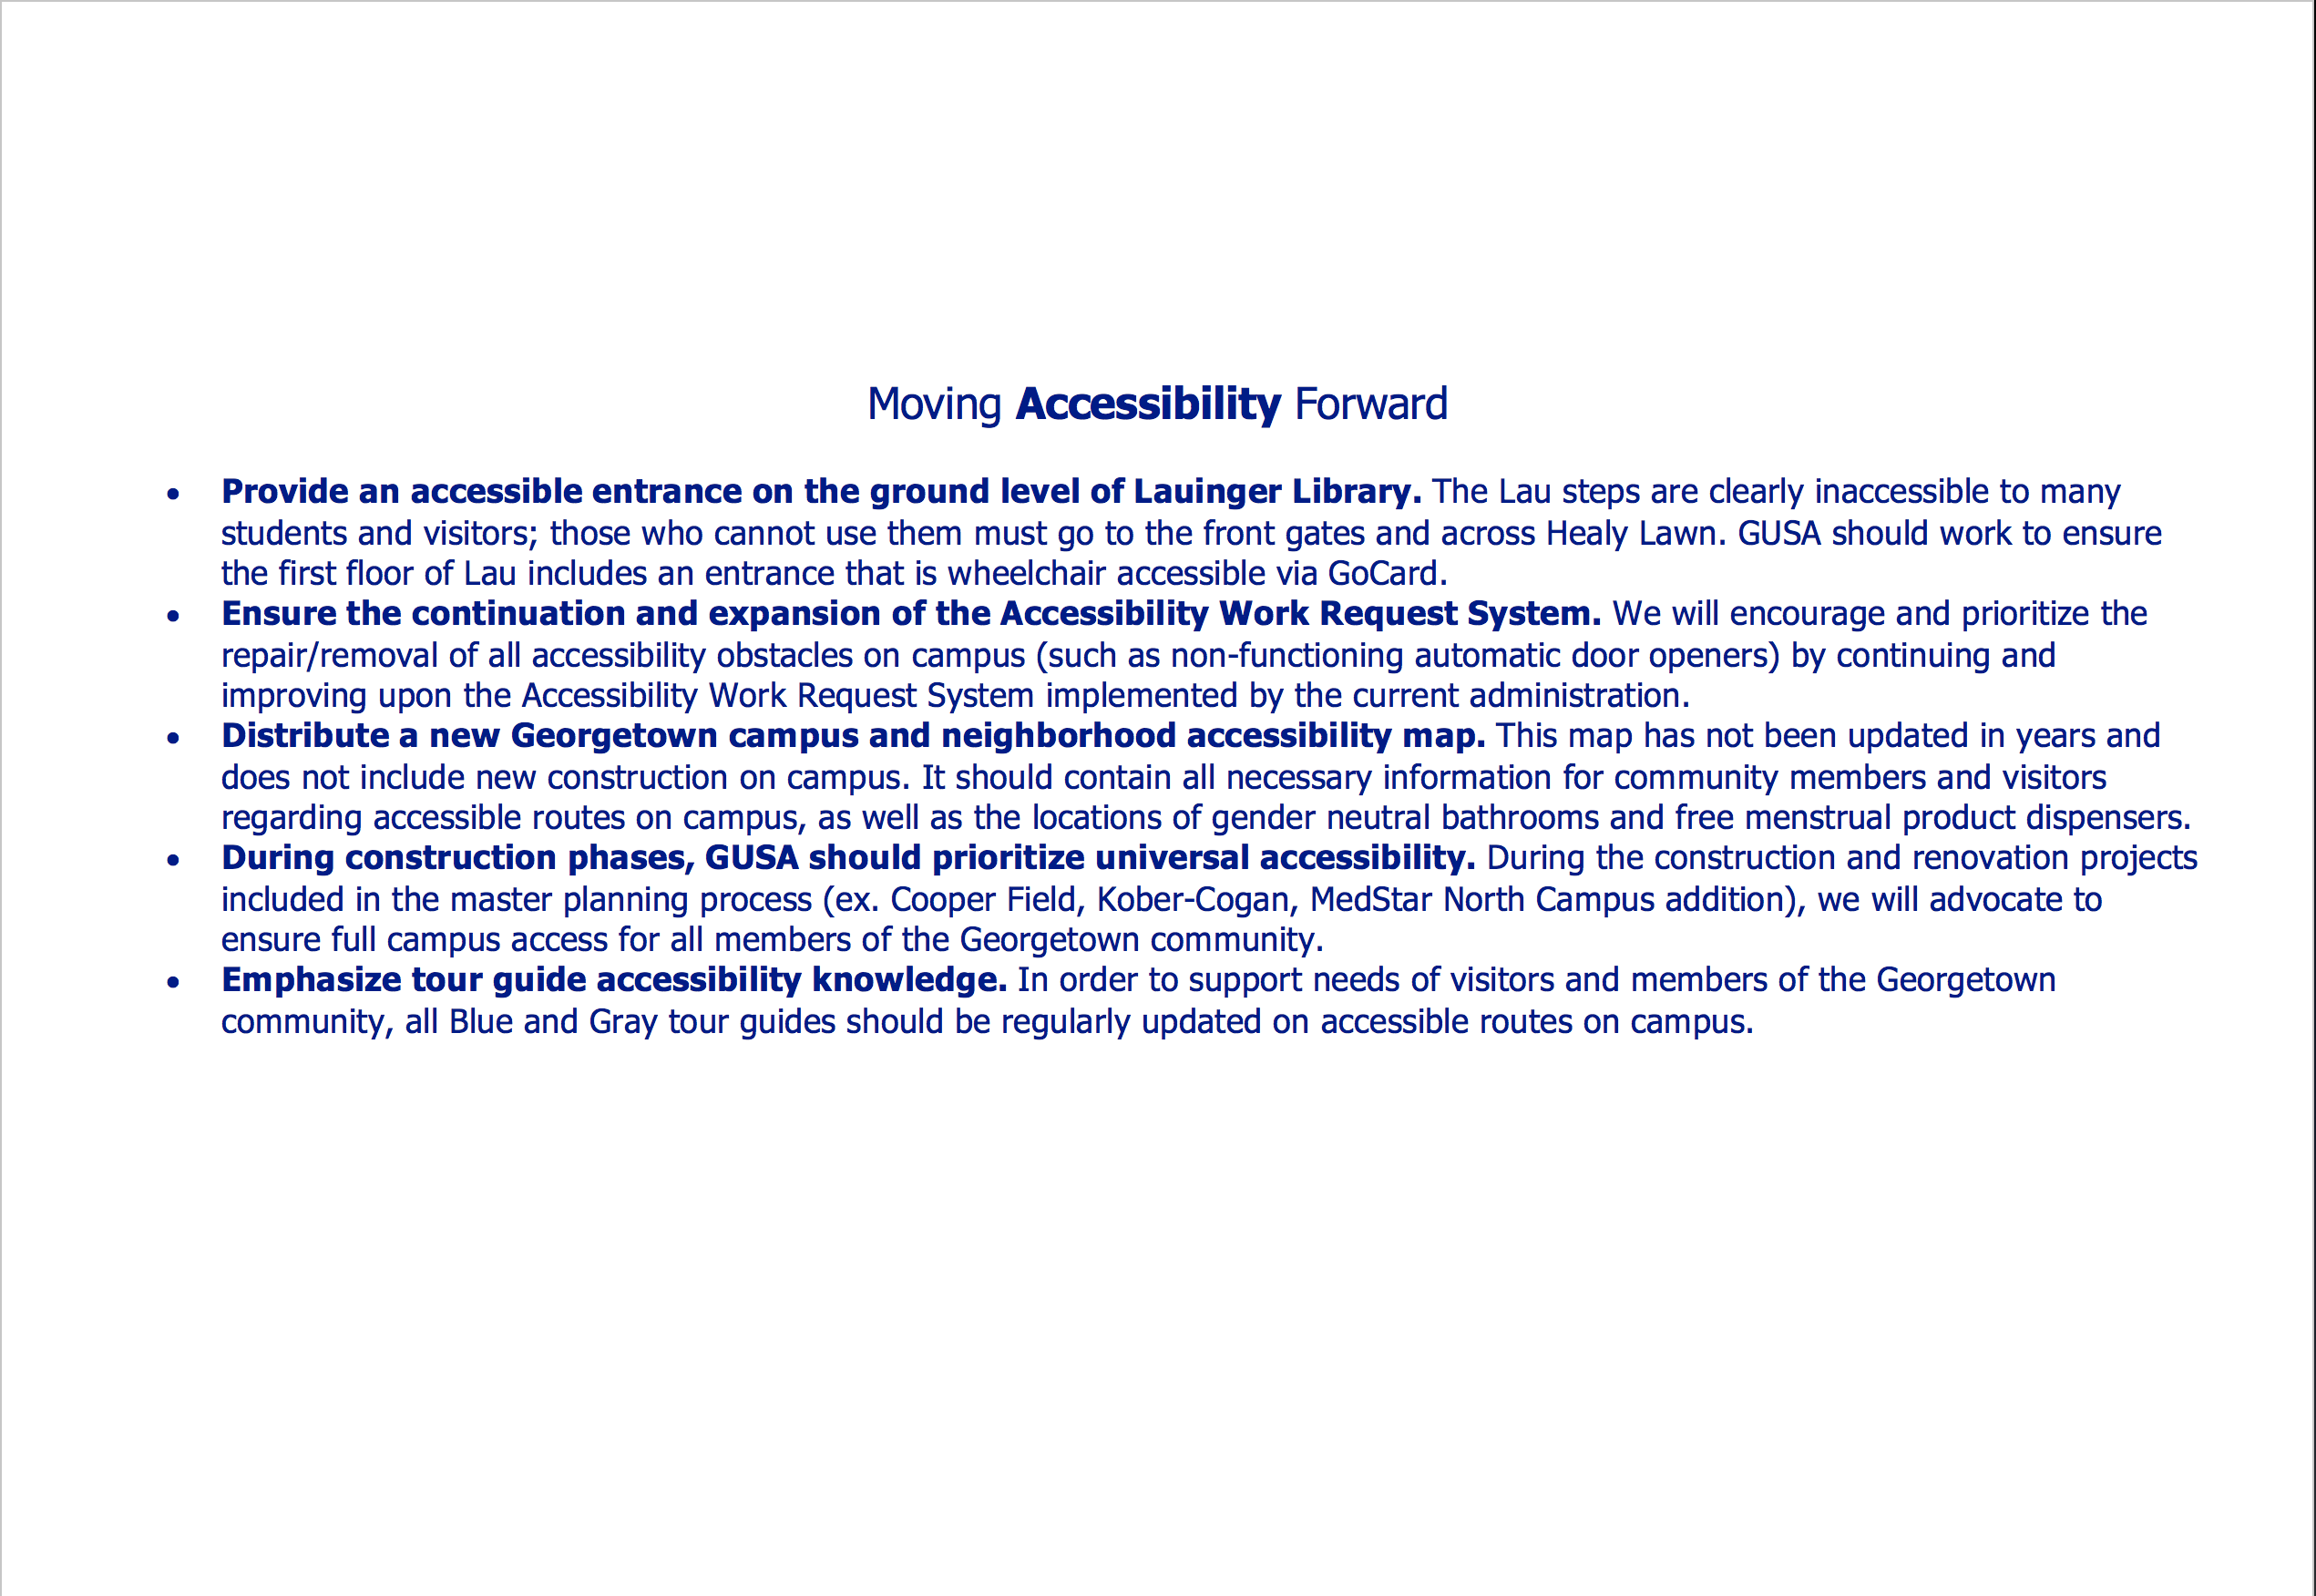 Moving Accessibility Forward
• Provide an accessible entrance on the ground level of Lauinger Library. The Lau steps are clearly inaccessible to many
students and visitors; those who cannot use them must go to the front gates and across Healy Lawn. GUSA should work to ensure
the first floor of Lau includes an entrance that is wheelchair accessible via GoCard.
• Ensure the continuation and expansion of the Accessibility Work Request System. We will encourage and prioritize the
repair/removal of all accessibility obstacles on campus (such as non-functioning automatic door openers) by continuing and
improving upon the Accessibility Work Request System implemented by the current administration.
• Distribute a new Georgetown campus and neighborhood accessibility map. This map has not been updated in years and
does not include new construction on campus. It should contain all necessary information for community members and visitors
regarding accessible routes on campus, as well as the locations of gender neutral bathrooms and free menstrual product dispensers.
• During construction phases, GUSA should prioritize universal accessibility. During the construction and renovation projects
included in the master planning process (ex. Cooper Field, Kober-Cogan, MedStar North Campus addition), we will advocate to
ensure full campus access for all members of the Georgetown community.
• Emphasize tour guide accessibility knowledge. In order to support needs of visitors and members of the Georgetown
community, all Blue and Gray tour guides should be regularly updated on accessible routes on campus.